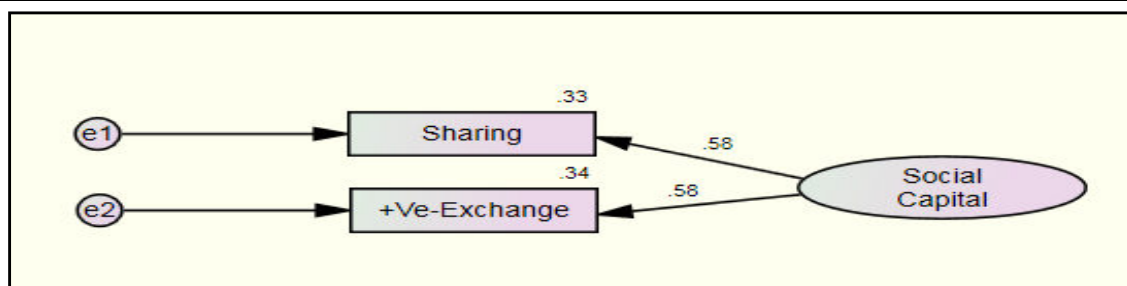 .33
e1
Sharing
.58
.34
e2
+Ve-Exchange
.58
Social
Capital